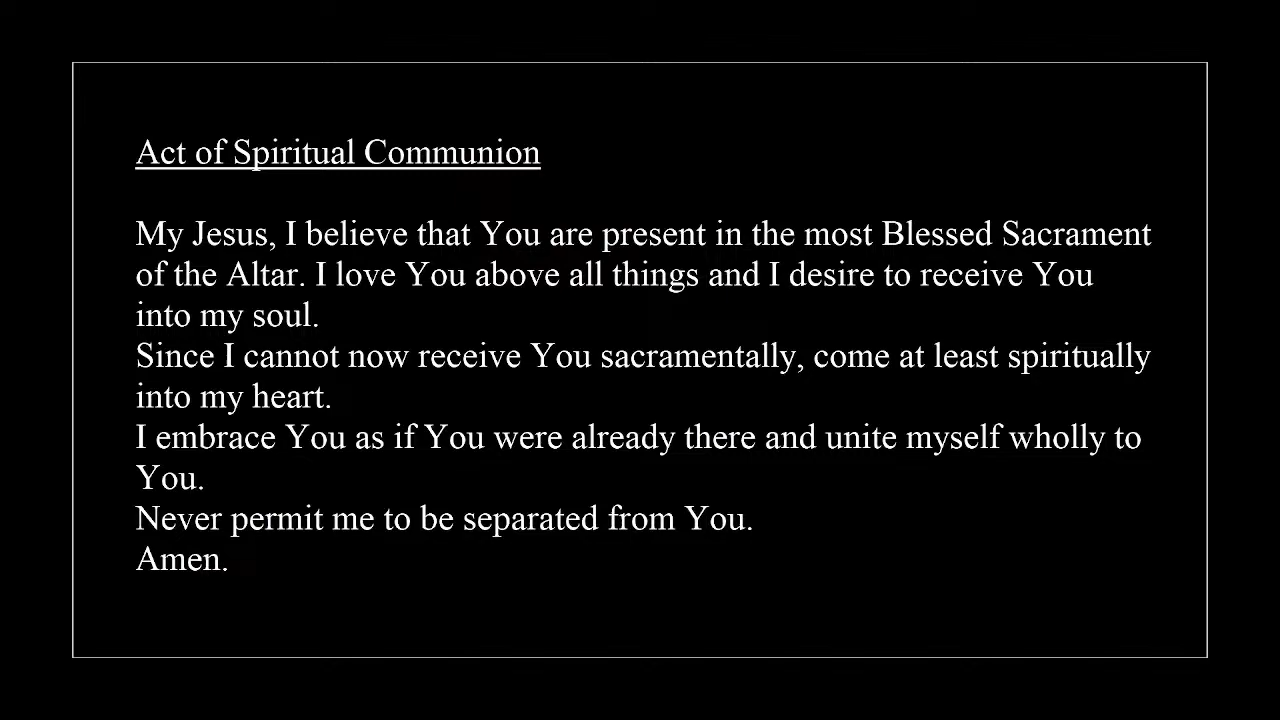 Act of Spiritual Communion
My Jesus, I believe that You are present in the most Blessed Sacrament
of the Altar. I love You above all things and I desire to receive You
into my soul.
Since I cannot now receive You sacramentally, come at least spiritually
into my heart.
I embrace You as if You were already there and unite myself wholly to
You.
Never permit me to be separated from You.
Amen.